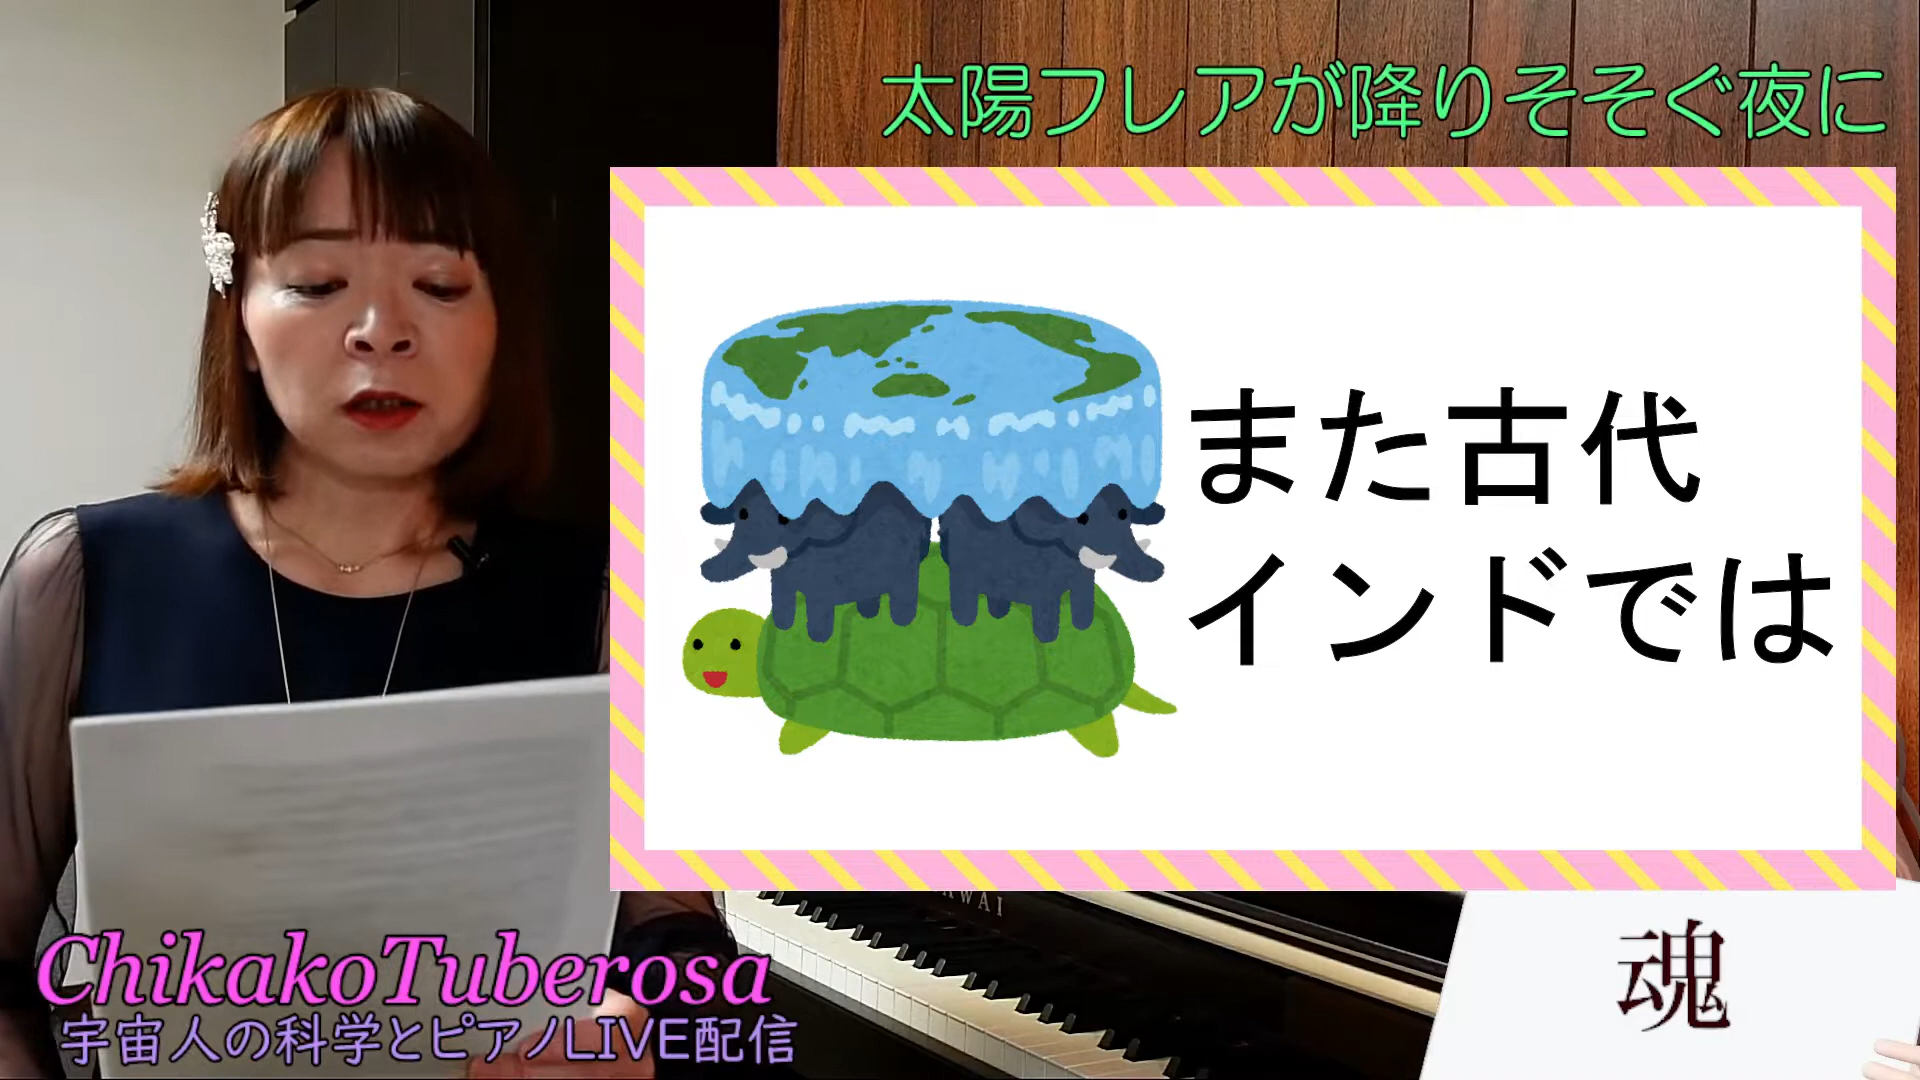 太陽フレアが降りそそぐ夜に
また古代
インドでは
ChikakoTuberosa
宇宙人の科学とピアノLIVE配信
魂